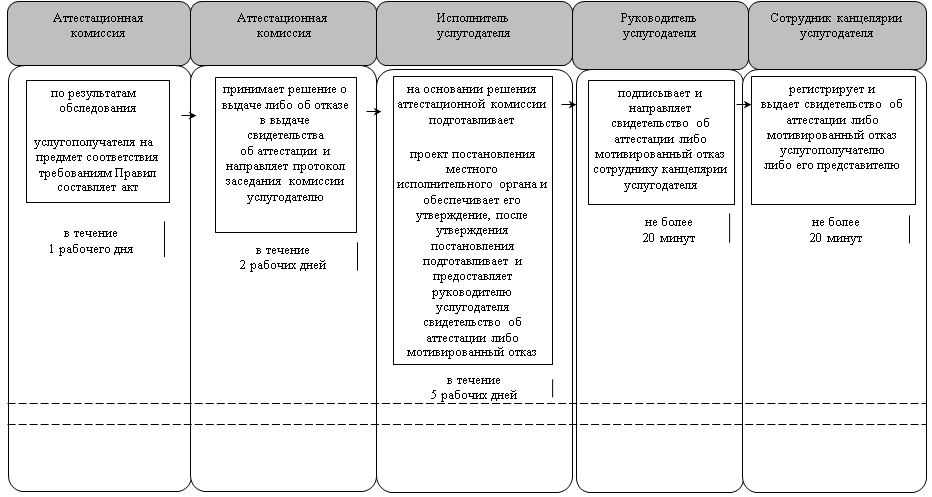 Аттестационная
комиссия
Аттестационная
комиссия
Исполнитель
услугодателя
Руководитель
услугодателя
Сотрудник канцелярии
услугодателя
по результатам
обследования
услугополучателя на
предмет соответствия
требованиям Правил
составляет акт
в течение
1 рабочего дня
принимает решение о
выдаче либо об отказе
в выдаче
свидетельства
об аттестации и
направляет протокол
заседания комиссии
услугодателю
в течение
2 рабочих дней
на основании решения
аттестационной комиссии
подготавливает
проект постановления
местного
исполнительного органа и
обеспечивает его
утверждение, после
утверждения
постановления
подготавливает и
предоставляет
руководителю
услугодателя
свидетельство об
аттестации либо
мотивированный отказ
в течение
5 рабочих дней
подписывает и
направляет
свидетельство об
аттестации либо
мотивированный отказ
сотруднику канцелярии
услугодателя
не более
20 минут
регистрирует и
выдает свидетельство об
аттестации либо
мотивированный отказ
услугополучателю
либо его представителю
не более
20 минут